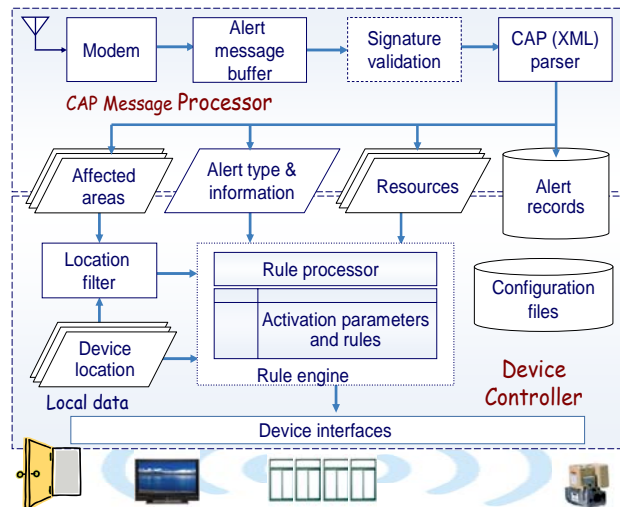 Modem
Alert
message
buffer
Signature
validation
CAP (XML)
parser
CAP Message Processor
Affected
areas
Alert type &
information
Resources
Alert
records
Location
filter
Rule processor
Configuration
files
Activation parameters
and rules
Device
location
Rule engine
Device
Controller
Local data
Device interfaces